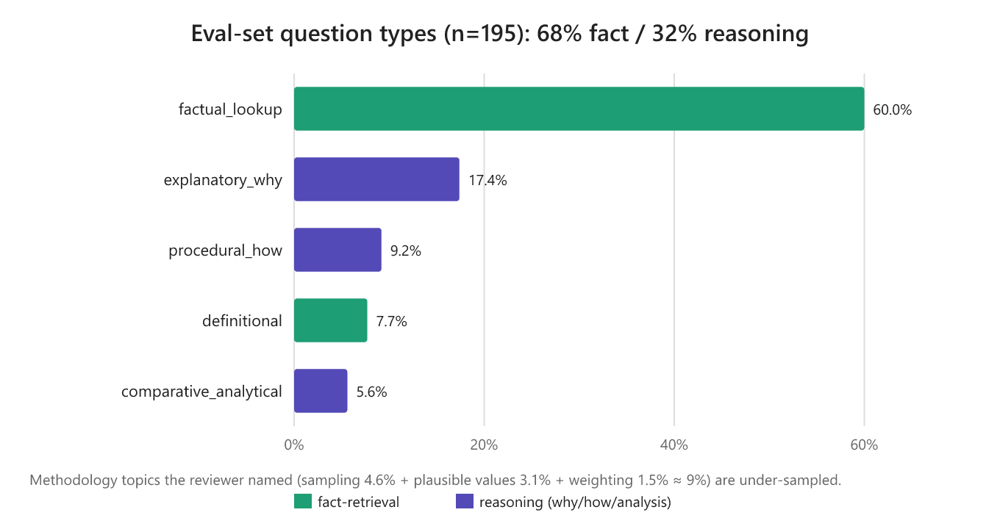 Eval-set question types (n=195): 68% fact / 32% reasoning
factual_lookup 60.0%
explanatory_why 17.4%
procedural_how 9.2%
definitional 7.7%
comparative_analytical 5.6%
0% 20% 40% 60%
Methodology topics the reviewer named (sampling 4.6% + plausible values 3.1% + weighting 1.5% ≈ 9%) are under-sampled.
fact-retrieval reasoning (why/how/analysis)